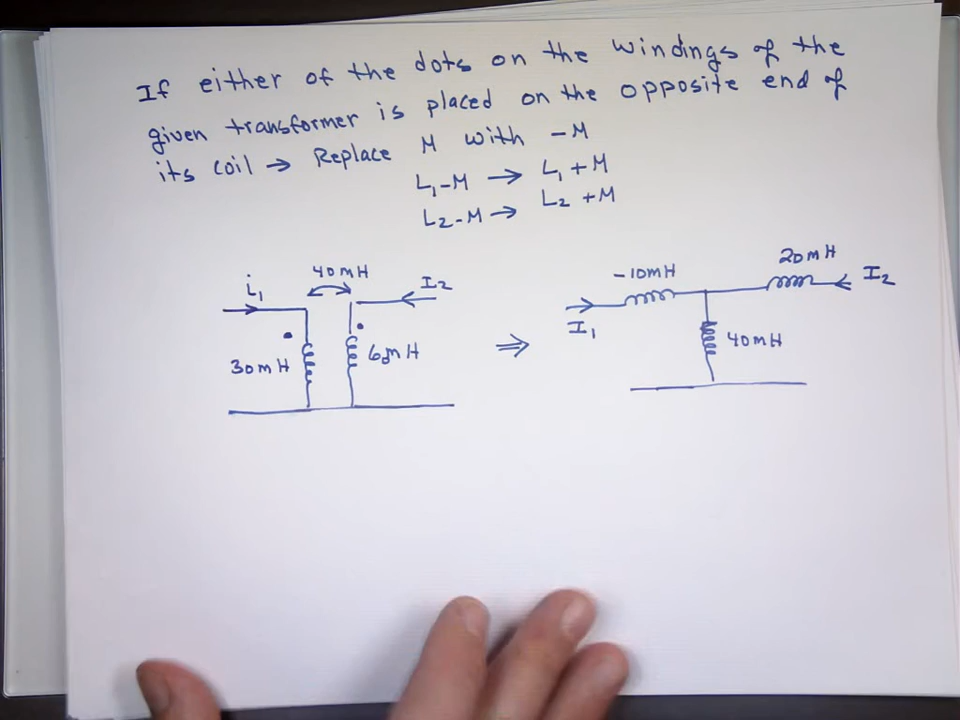 If either of the dots on the windings of the
given transformer is placed on the opposite end of
its coil → Replace M with -M
L₁-M → L₁+M
L₂-M → L₂+M
i₁
40mH
I₂
30mH
60mH
⇒
I₁
-10mH
20mH
I₂
40mH